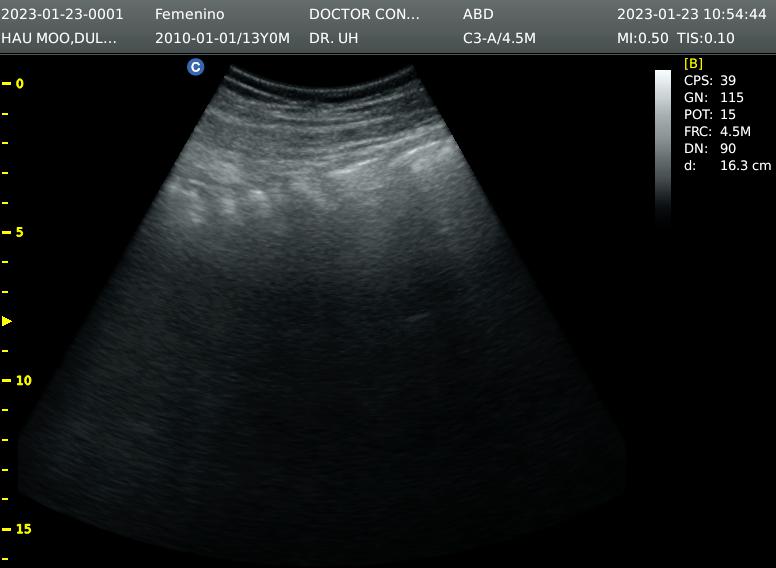 2023-01-23-0001 Femenino DOCTOR CON... ABD 2023-01-23 10:54:44
HAU MOO,DUL... 2010-01-01/13Y0M DR. UH C3-A/4.5M MI:0.50 TIS:0.10
C
[B]
CPS: 39
GN: 115
POT: 15
FRC: 4.5M
DN: 90
d: 16.3 cm
0
5
10
15